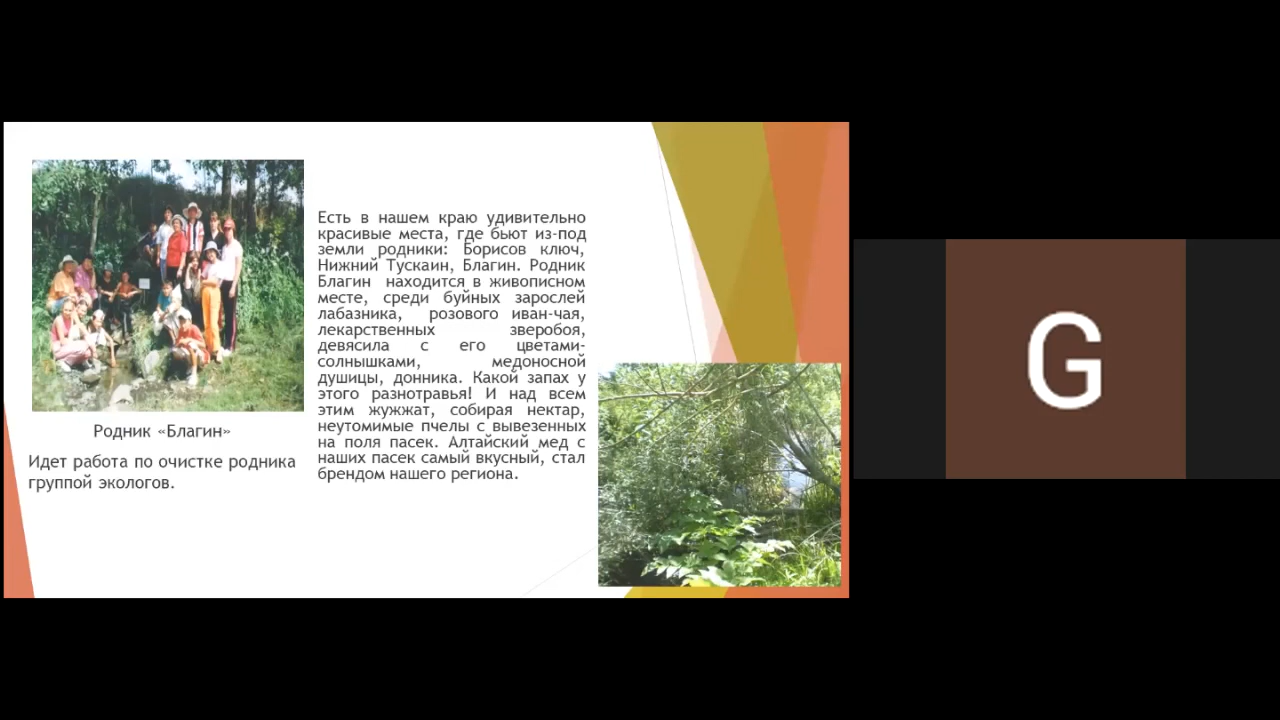 Родник «Благин»
Идет работа по очистке родника
группой экологов.
Есть в нашем краю удивительно
красивые места, где бьют из-под
земли родники: Борисов ключ,
Нижний Тускаин, Благин. Родник
Благин находится в живописном
месте, среди буйных зарослей
лабазника, розового иван-чая,
лекарственных зверобоя,
девясила с его цветами-
солнышками, медоносной
душицы, донника. Какой запах у
этого разнотравья! И над всем
этим жужжат, собирая нектар,
неутомимые пчелы с вывезенных
на поля пасек. Алтайский мед с
наших пасек самый вкусный, стал
брендом нашего региона.
G